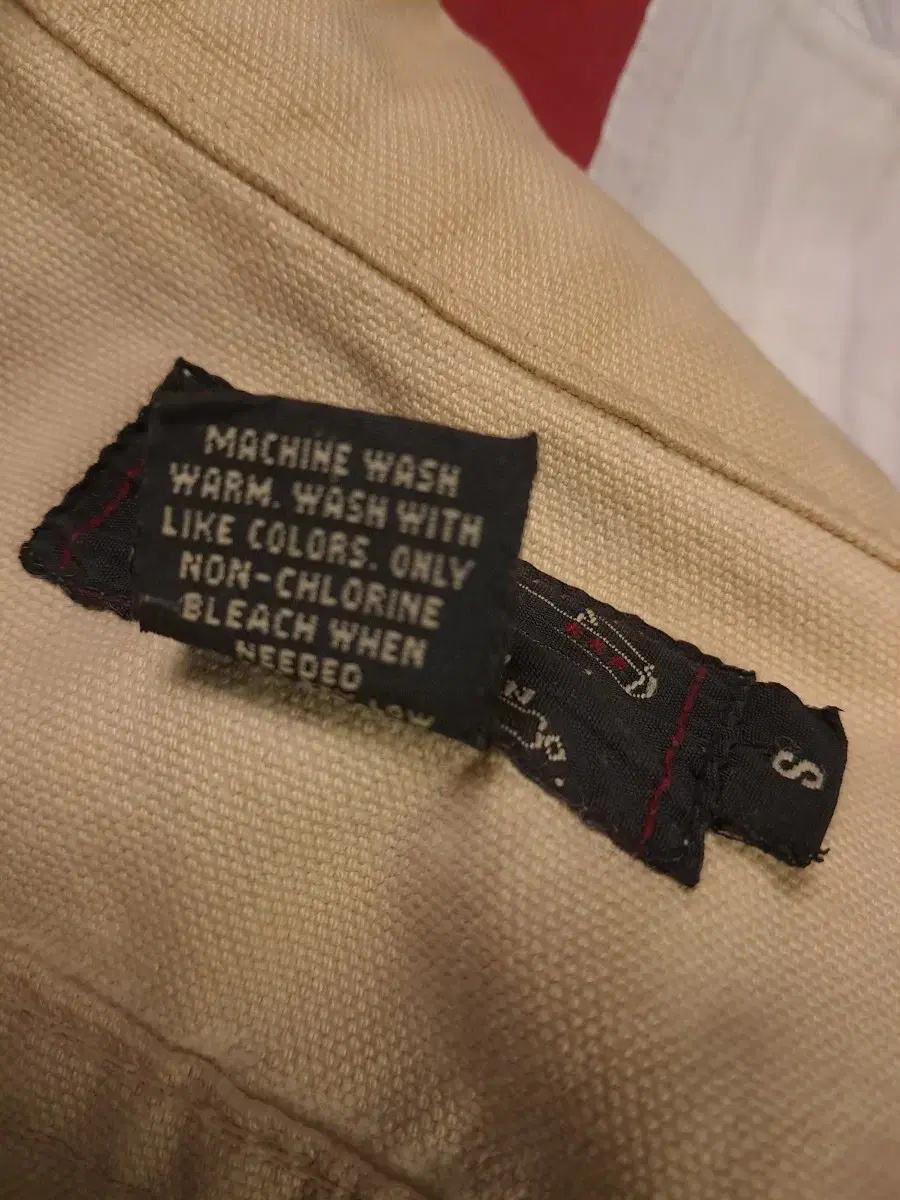 MACHINE WASH
WARM. WASH WITH
LIKE COLORS. ONLY
NON-CHLORINE
BLEACH WHEN
NEEDED
N
S